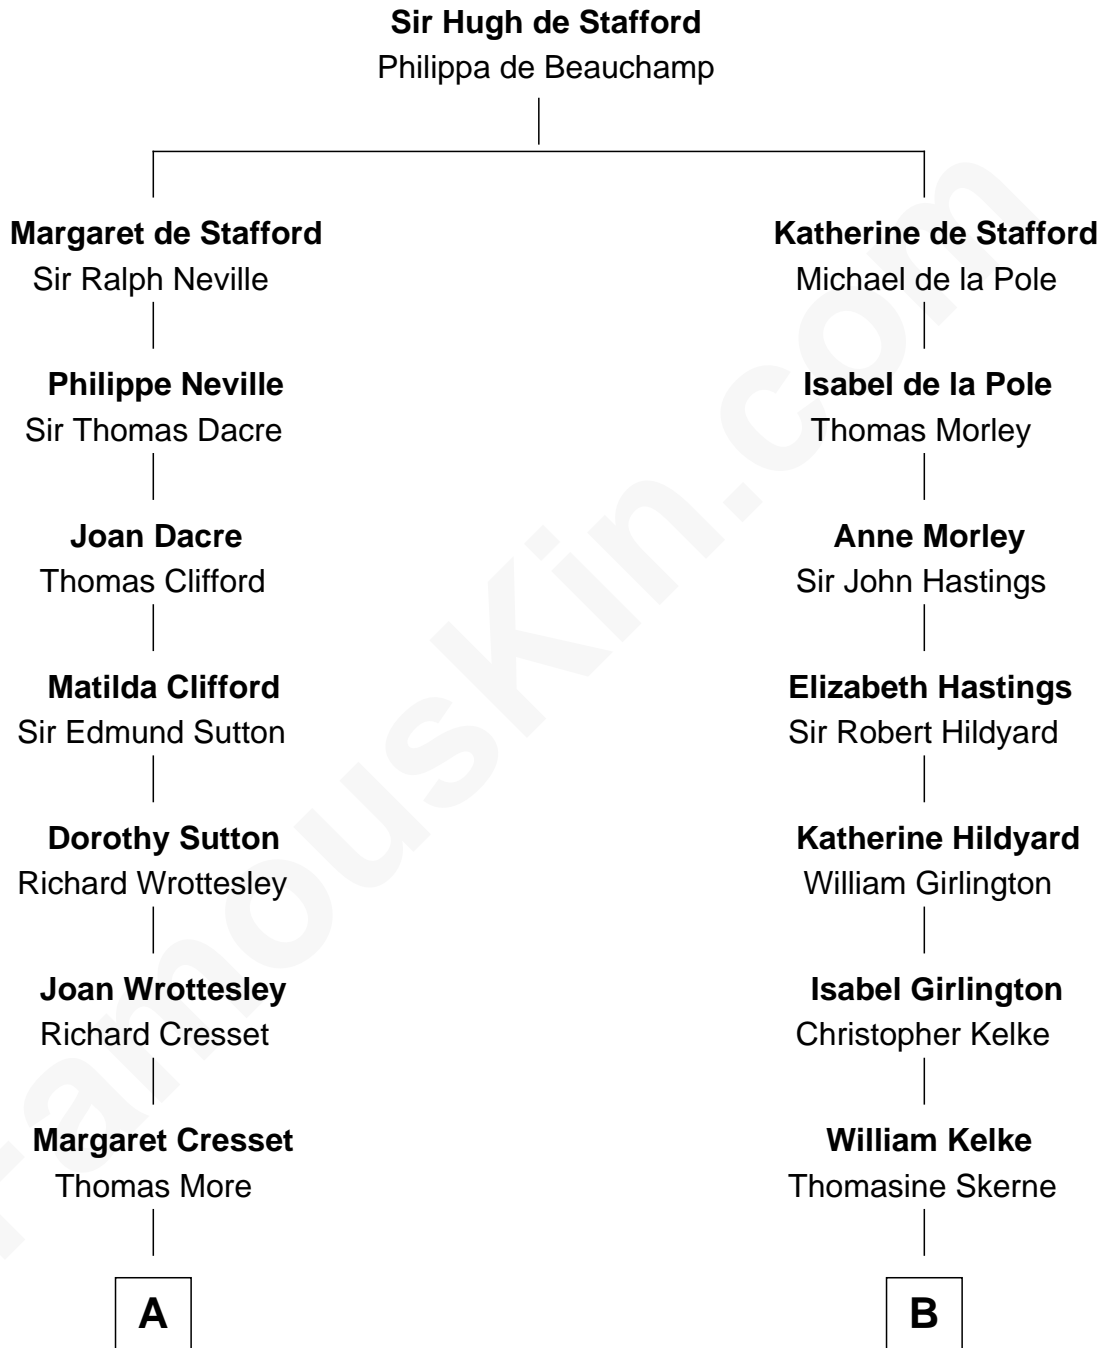 Sir Hugh de Stafford
Philippa de Beauchamp
Margaret de Stafford
Sir Ralph Neville
Katherine de Stafford
Michael de la Pole
Philippe Neville
Sir Thomas Dacre
Isabel de la Pole
Thomas Morley
Joan Dacre
Thomas Clifford
Anne Morley
Sir John Hastings
Matilda Clifford
Sir Edmund Sutton
Elizabeth Hastings
Sir Robert Hildyard
Dorothy Sutton
Richard Wrottesley
Katherine Hildyard
William Girlington
Joan Wrottesley
Richard Cresset
Isabel Girlington
Christopher Kelke
Margaret Cresset
Thomas More
William Kelke
Thomasine Skerne
A
B
FamousKin.com